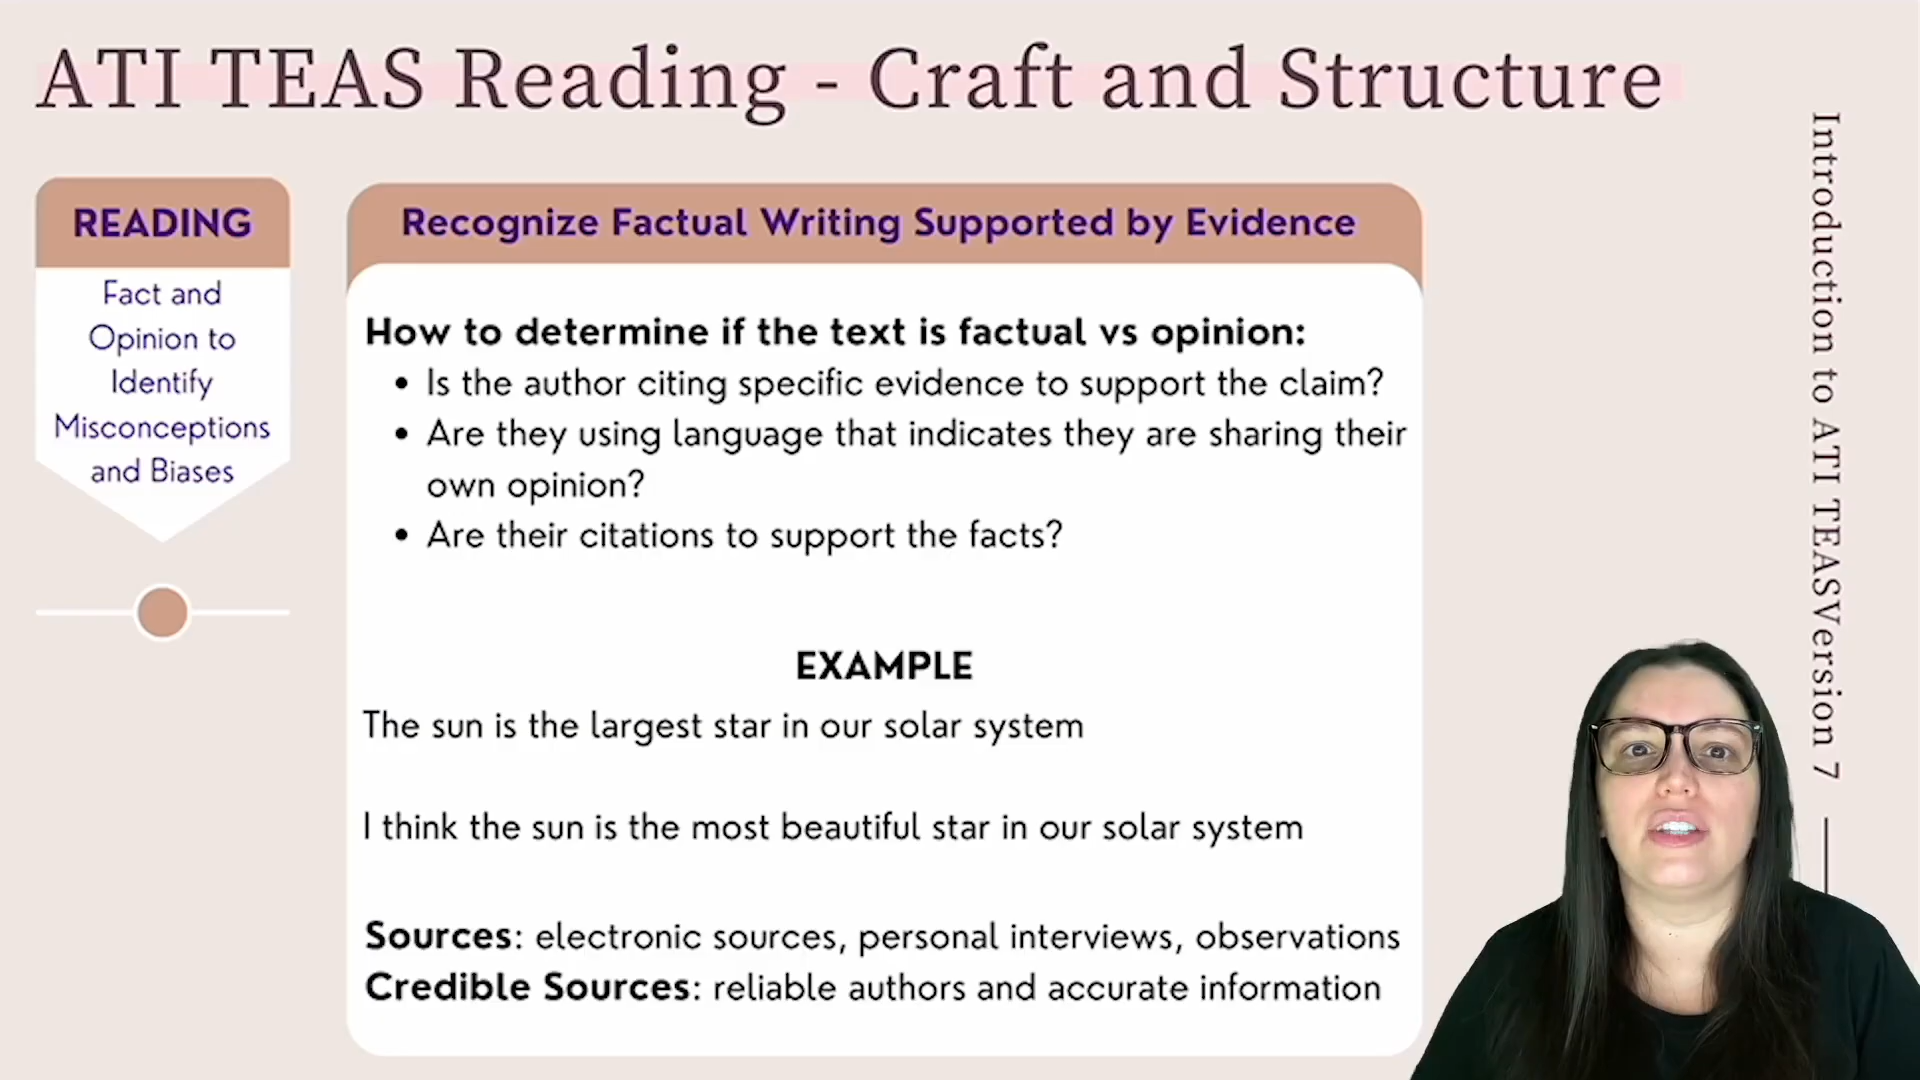 ATI TEAS Reading - Craft and Structure
READING
Fact and
Opinion to
Identify
Misconceptions
and Biases
Recognize Factual Writing Supported by Evidence
How to determine if the text is factual vs opinion:
• Is the author citing specific evidence to support the claim?
• Are they using language that indicates they are sharing their
own opinion?
• Are their citations to support the facts?
EXAMPLE
The sun is the largest star in our solar system
I think the sun is the most beautiful star in our solar system
Sources: electronic sources, personal interviews, observations
Credible Sources: reliable authors and accurate information
Introduction to ATI TEASVersion 7